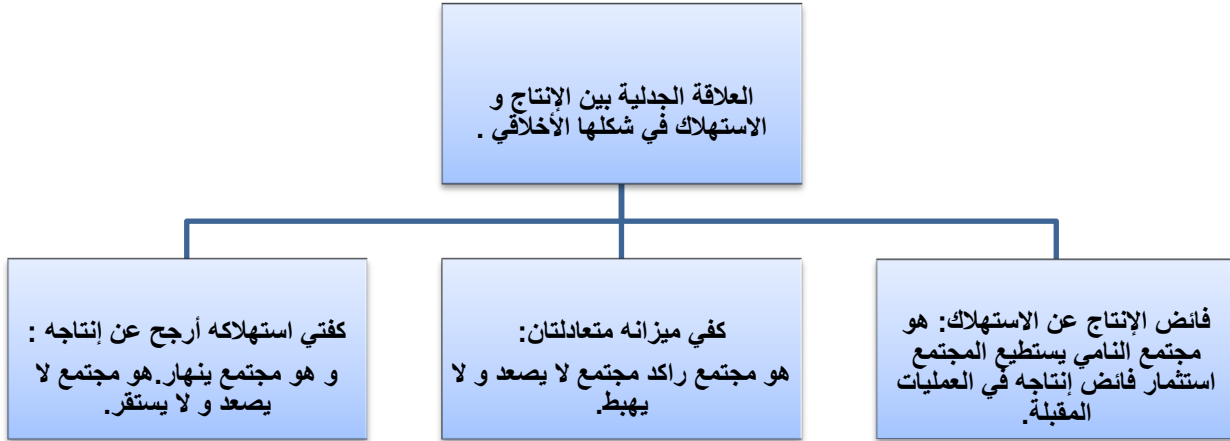 العلاقة الجدلية بين الإنتاج و
الاستهلاك في شكلها الأخلاقي .
فائض الإنتاج عن الاستهلاك: هو
مجتمع النامي يستطيع المجتمع
استثمار فائض إنتاجه في العمليات
المقبلة.
كفي ميزانه متعادلتان:
هو مجتمع راكد مجتمع لا يصعد و لا
يهبط.
كفتي استهلاكه أرجح عن إنتاجه :
و هو مجتمع ينهار.هو مجتمع لا
يصعد و لا يستقر.